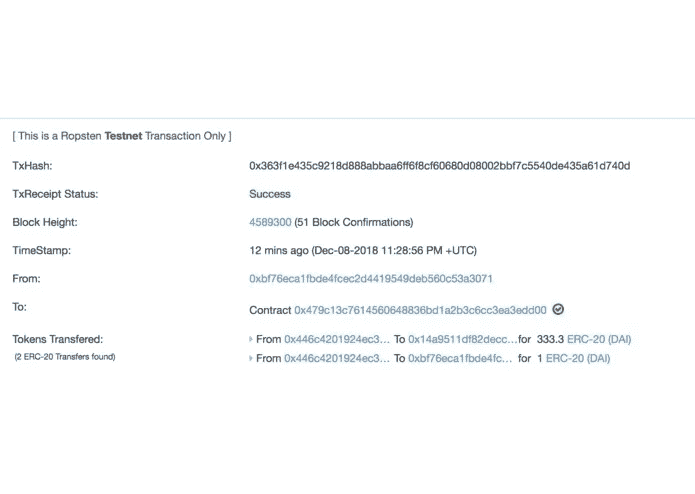 [ This is a Ropsten Testnet Transaction Only ]
TxHash: 0x363f1e435c9218d888abbaa6ff6f8cf60680d08002bbf7c5540de435a61d740d
TxReceipt Status: Success
Block Height: 4589300 (51 Block Confirmations)
TimeStamp: 12 mins ago (Dec-08-2018 11:28:56 PM +UTC)
From: 0xbf76eca1fbde4fcec2d4419549deb560c53a3071
To: Contract 0x479c13c7614560648836bd1a2b3c6cc3ea3edd00
Tokens Transfered: From 0x446c4201924ec3... To 0x14a9511df82decc...for 333.3 ERC-20 (DAI)
(2 ERC-20 Transfers found) From 0x446c4201924ec3... To 0xbf76eca1fbde4fc... for 1 ERC-20 (DAI)